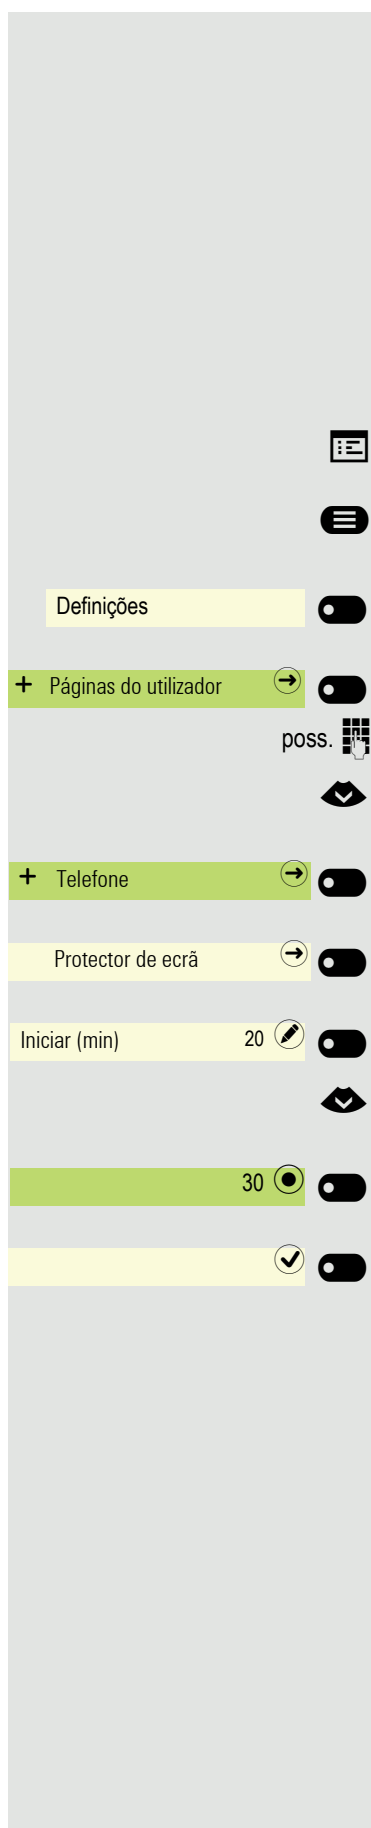 Definições
+ Páginas do utilizador
poss.
+ Telefone
Protector de ecrã
Iniciar (min) 20
30